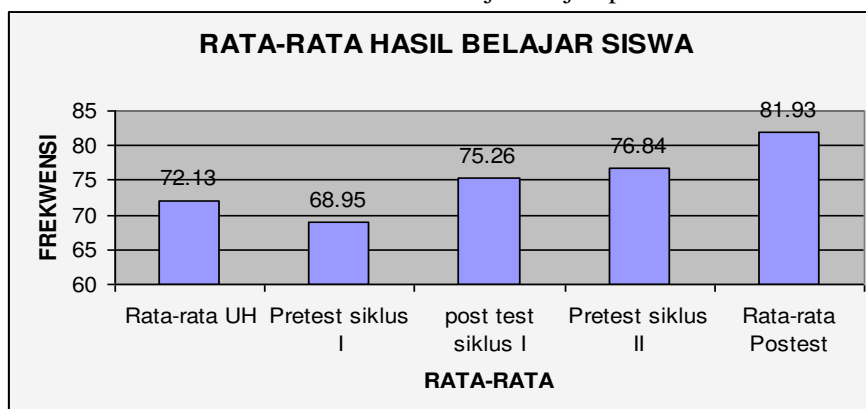 RATA-RATA HASIL BELAJAR SISWA
FREKWENSI
85
80
75
70
65
60
72.13
68.95
75.26
76.84
81.93
Rata-rata UH
Pretest siklus
I
post test
siklus I
Pretest siklus
II
Rata-rata
Postest
RATA-RATA